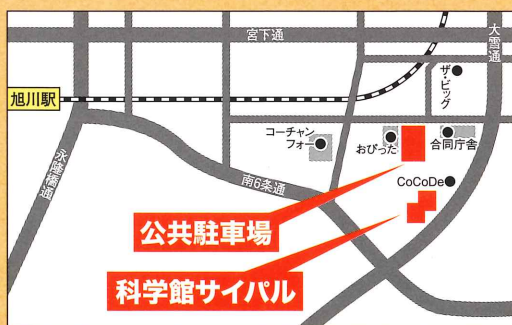 宮下通
大雪通
ザ・ビッグ
旭川駅
コーチャン
フォー
おぴった
合同庁舎
永隆橋通
南6条通
CoCoDe
公共駐車場
科学館サイパル